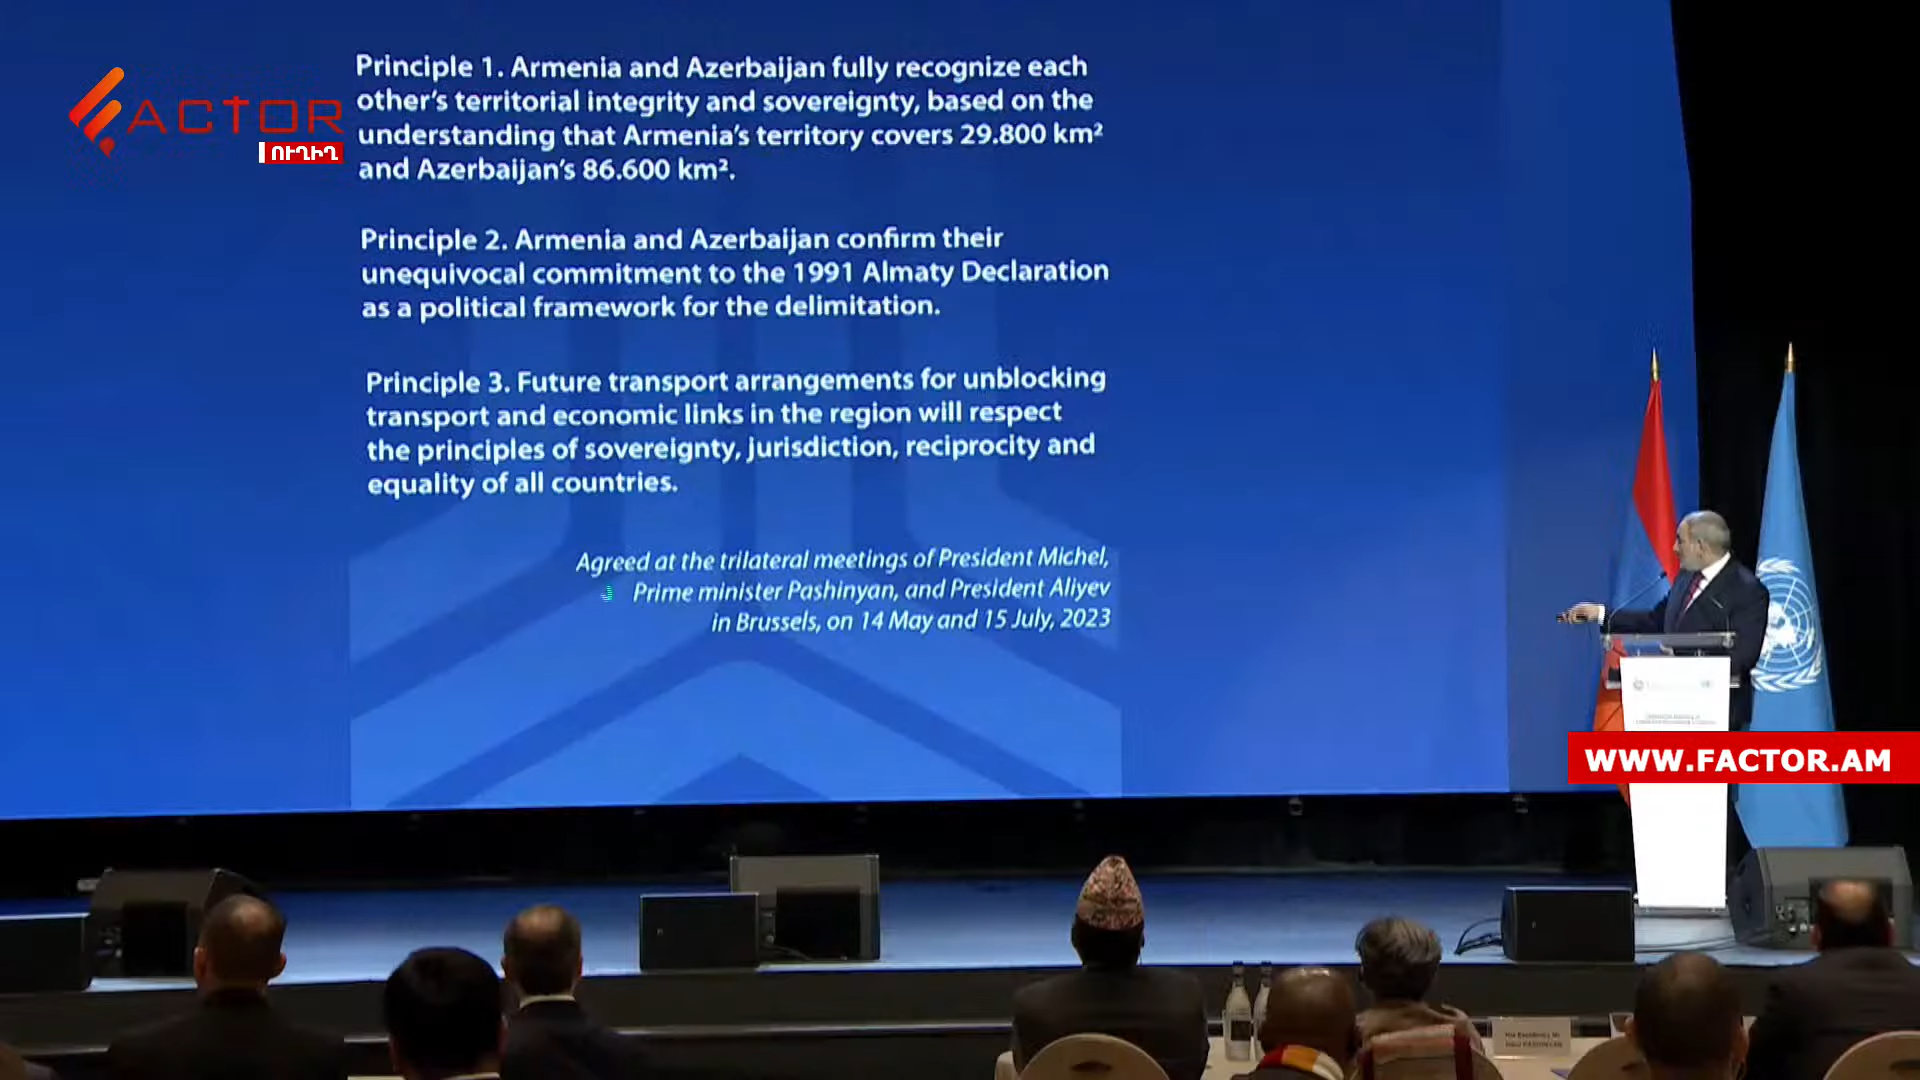 FACTOR
ՈՒՂԻՂ
Principle 1. Armenia and Azerbaijan fully recognize each
other's territorial integrity and sovereignty, based on the
understanding that Armenia's territory covers 29.800 km²
and Azerbaijan's 86.600 km².
Principle 2. Armenia and Azerbaijan confirm their
unequivocal commitment to the 1991 Almaty Declaration
as a political framework for the delimitation.
Principle 3. Future transport arrangements for unblocking
transport and economic links in the region will respect
the principles of sovereignty, jurisdiction, reciprocity and
equality of all countries.
Agreed at the trilateral meetings of President Michel,
Prime minister Pashinyan, and President Aliyev
in Brussels, on 14 May and 15 July, 2023
WWW.FACTOR.AM